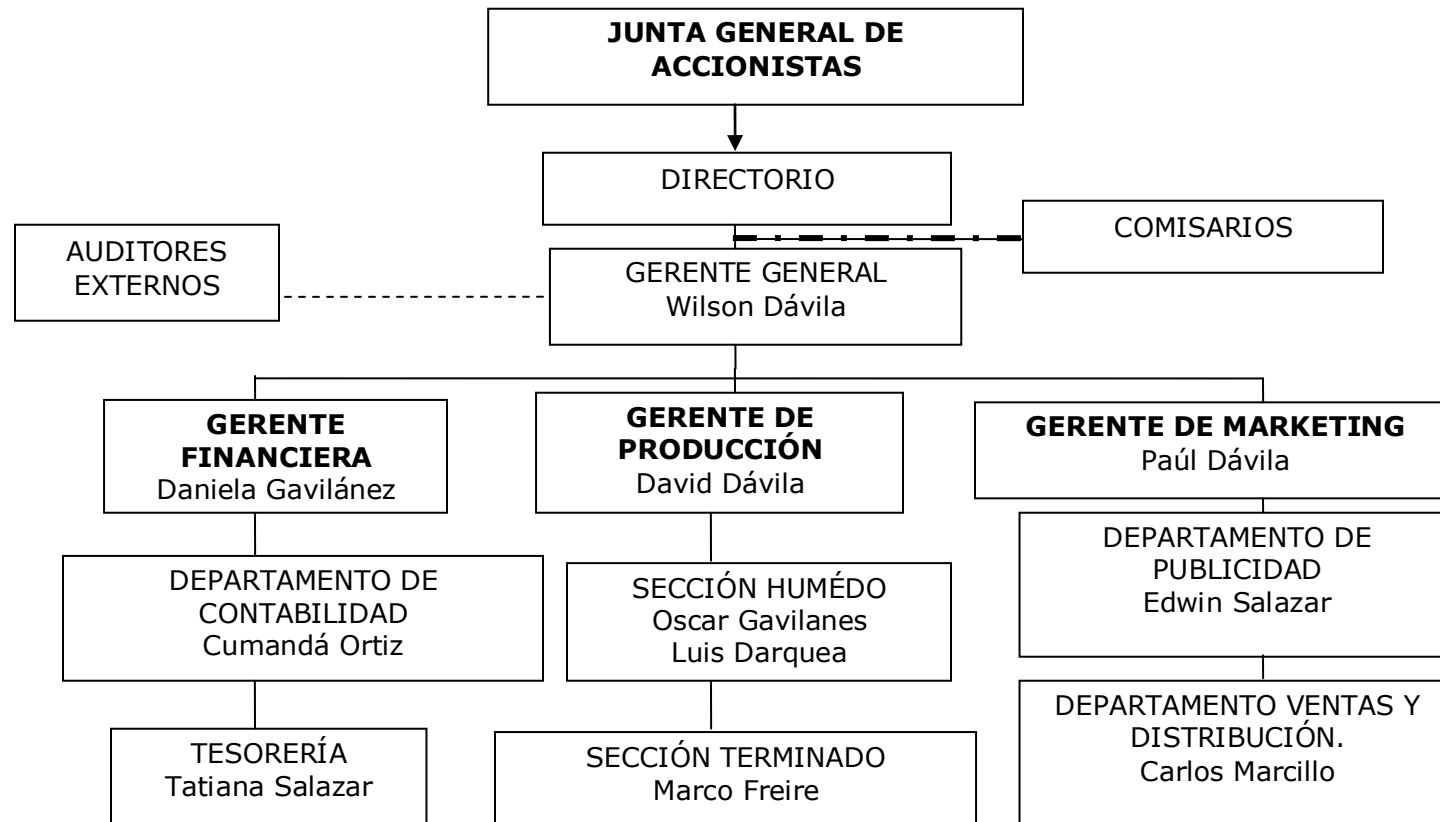 JUNTA GENERAL DE
ACCIONISTAS
DIRECTORIO
COMISARIOS
AUDITORES
EXTERNOS
GERENTE GENERAL
Wilson Dávila
GERENTE
FINANCIERA
Daniela Gavilánez
GERENTE DE
PRODUCCIÓN
David Dávila
GERENTE DE MARKETING
Paúl Dávila
DEPARTAMENTO DE
CONTABILIDAD
Cumandá Ortiz
SECCIÓN HUMÉDO
Oscar Gavilanes
Luis Darquea
DEPARTAMENTO DE
PUBLICIDAD
Edwin Salazar
TESORERÍA
Tatiana Salazar
SECCIÓN TERMINADO
Marco Freire
DEPARTAMENTO VENTAS Y
DISTRIBUCIÓN.
Carlos Marcillo